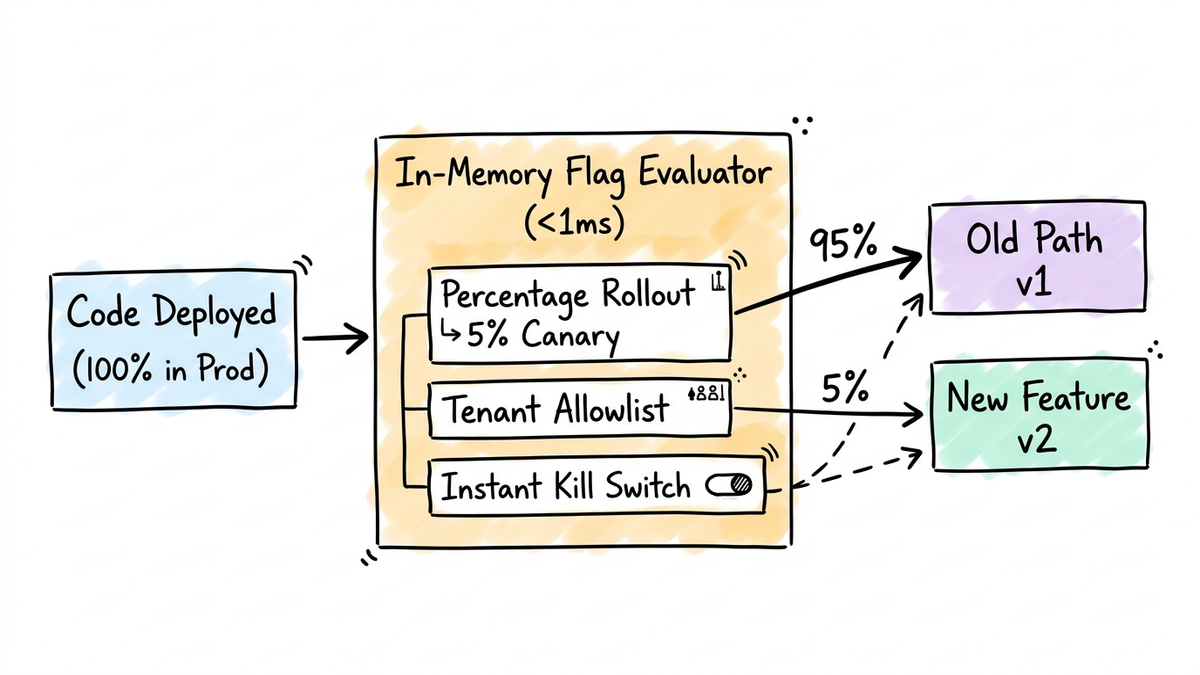 Code Deployed
(100% in Prod)
In-Memory Flag Evaluator
(<1ms)
Percentage Rollout
↳5% Canary
Tenant Allowlist
Instant Kill Switch
95%
5%
Old Path
v1
New Feature
v2